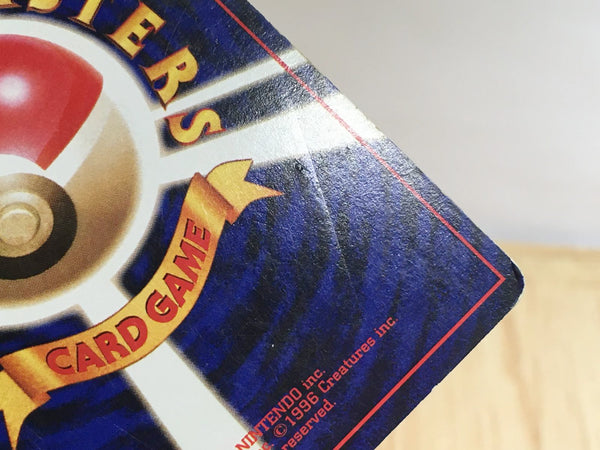 STERS
CARD GAME
NINTENDO inc.
©1996 Creatures inc.
reserved.